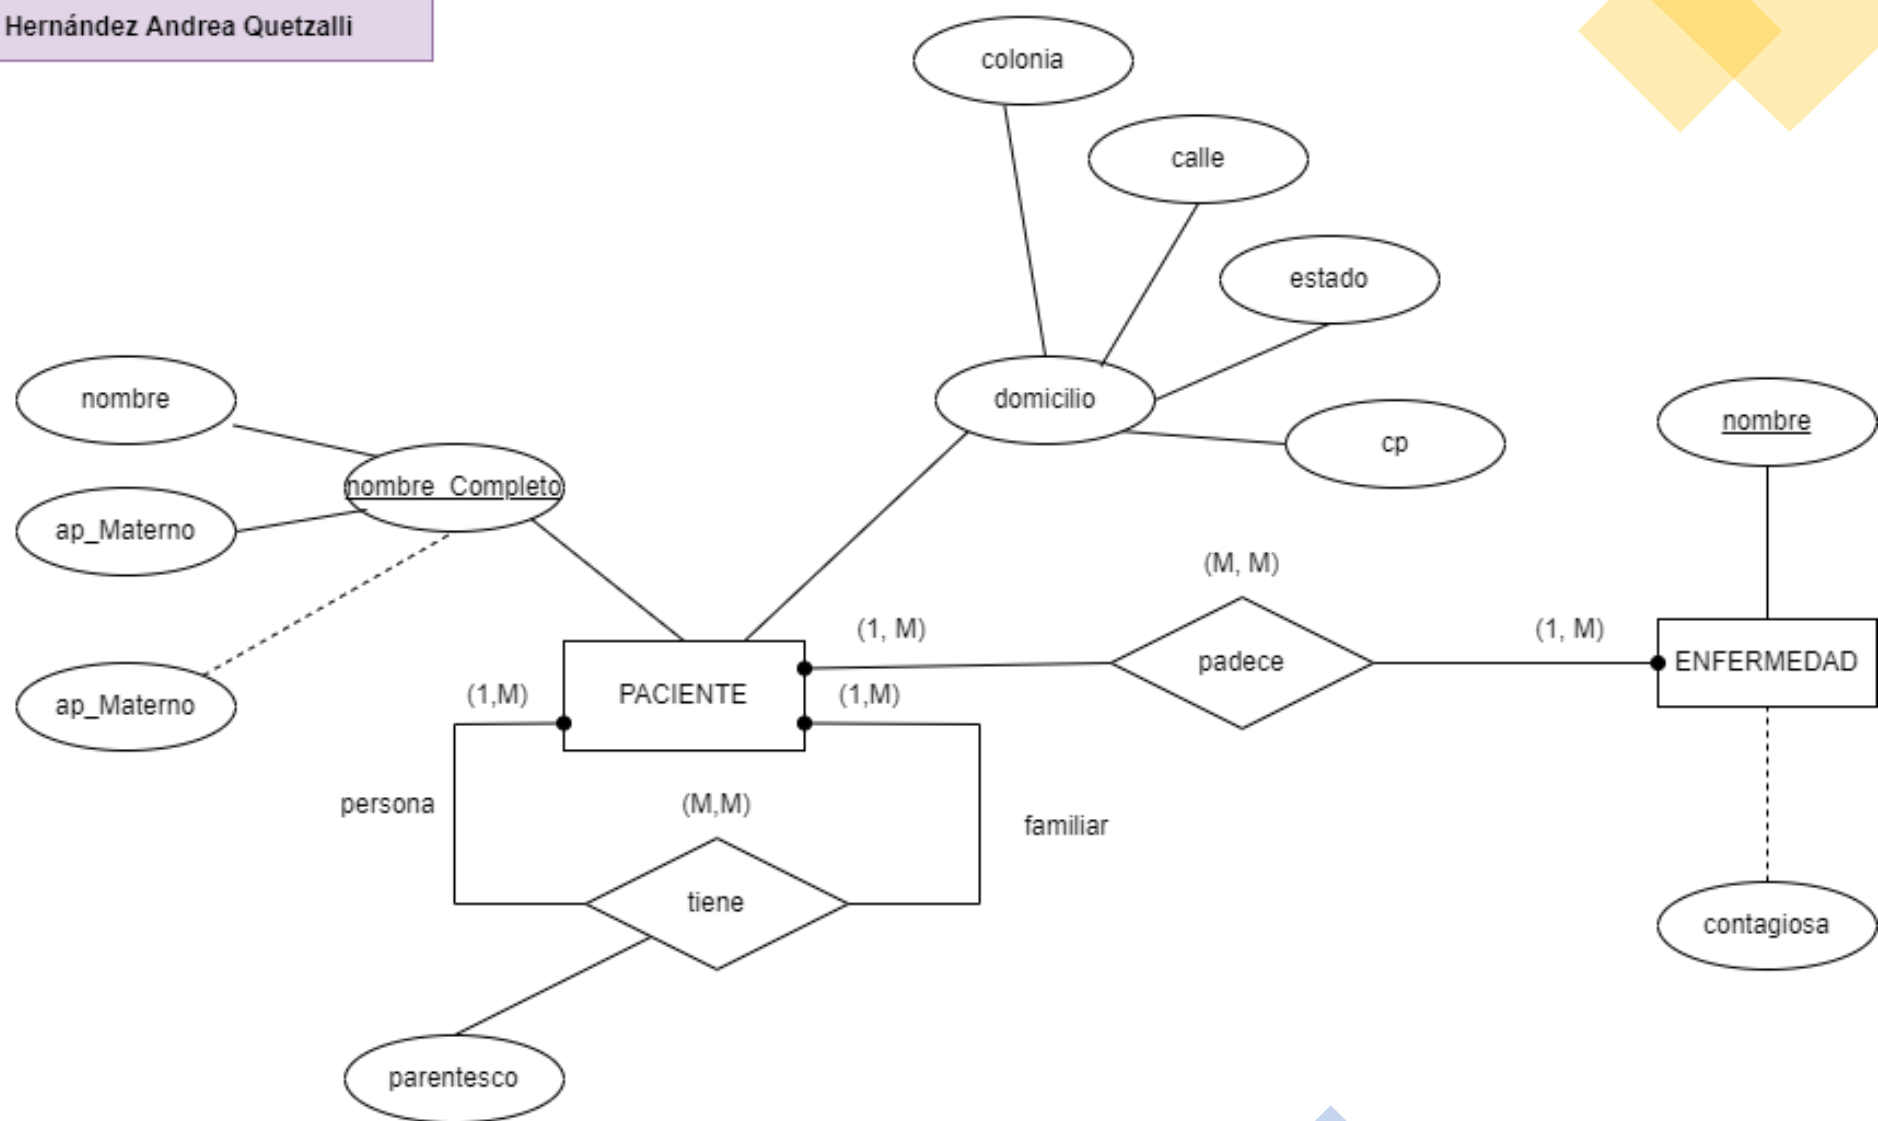 Hernández Andrea Quetzalli
colonia
calle
estado
domicilio
cp
nombre
nombre_Completo
ap_Materno
ap_Materno
nombre
(M, M)
(1, M)
padece
(1, M)
ENFERMEDAD
PACIENTE
(1,M)
(1,M)
persona
(M,M)
familiar
tiene
contagiosa
parentesco